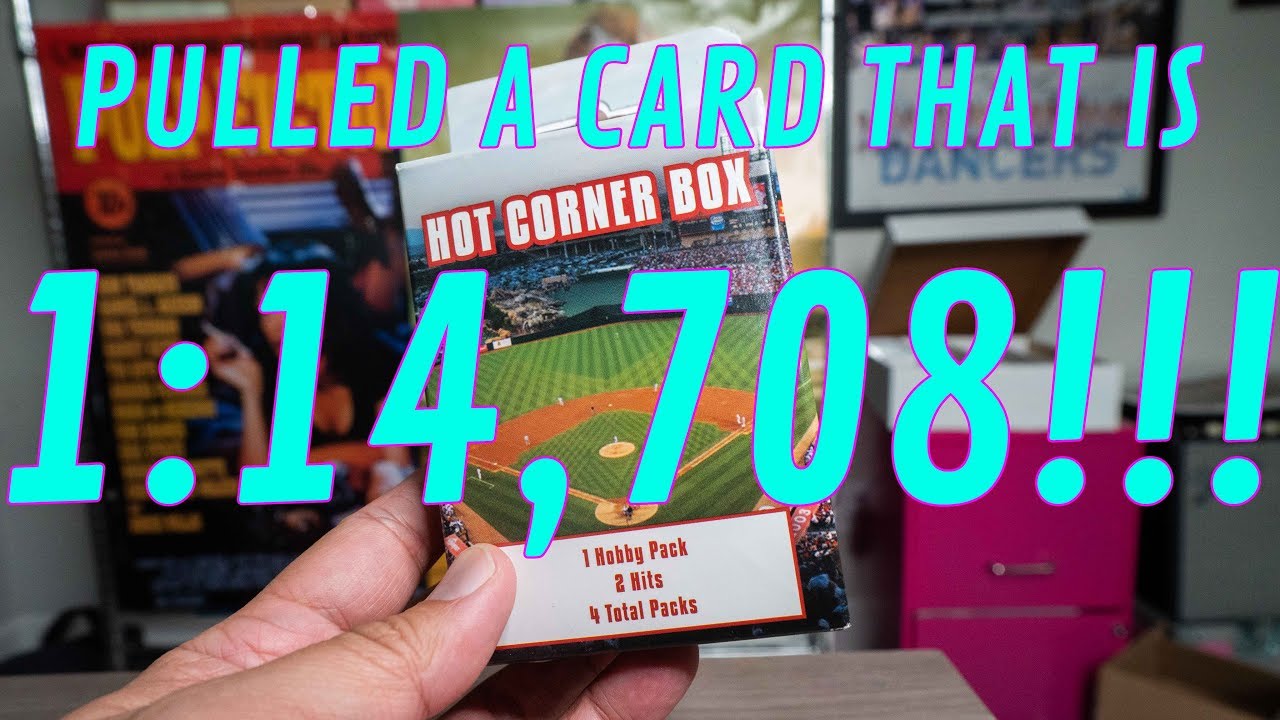 PULLED A CARD THAT IS
1:14,708!!!
HOT CORNER BOX
1 Hobby Pack
2 Hits
4 Total Packs
DANCERS